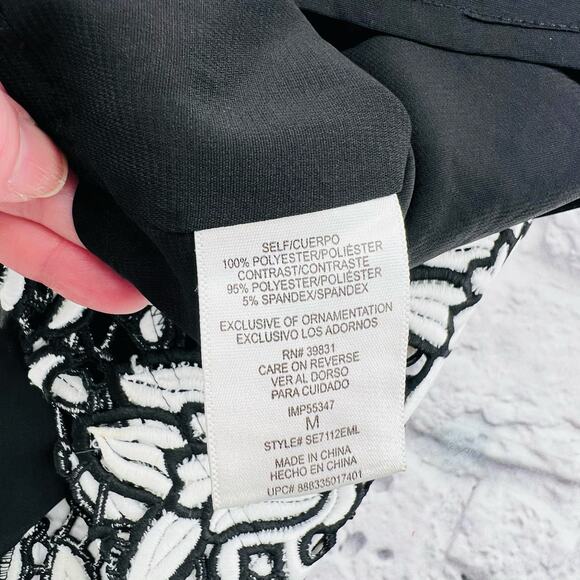 SELF/CUERPO
100% POLYESTER/POLIÉSTER
CONTRAST/CONTRASTE
95% POLYESTER/POLIÉSTER
5% SPANDEX/SPANDEX
EXCLUSIVE OF ORNAMENTATION
EXCLUSIVO LOS ADORNOS
RN# 39831
CARE ON REVERSE
VER AL DORSO
PARA CUIDADO
IMP55347
M
STYLE# SE7112EML
MADE IN CHINA
HECHO EN CHINA
UPC# 888335017401